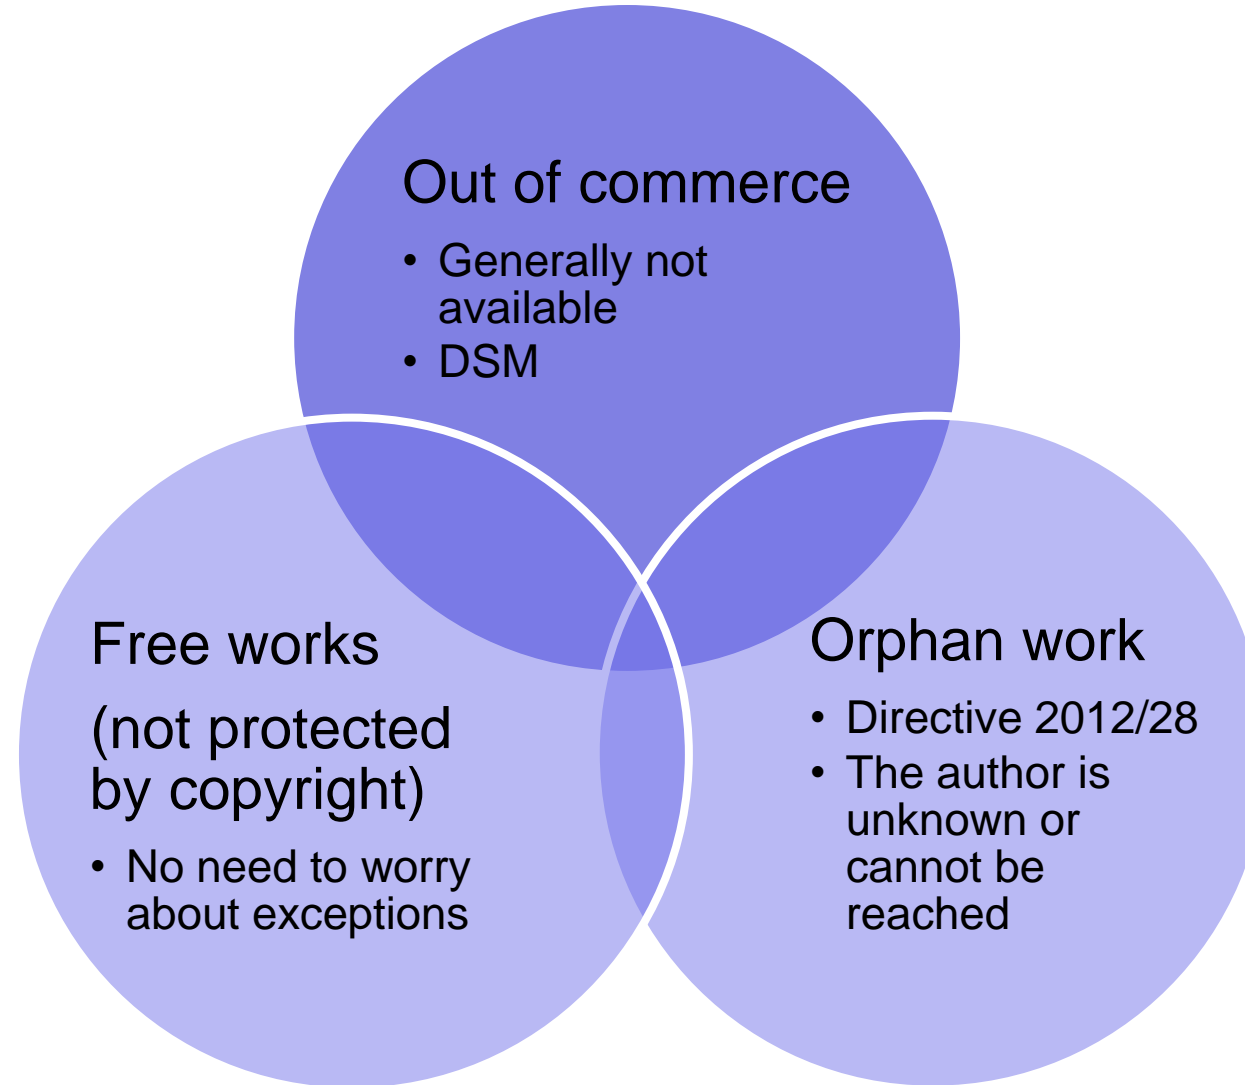 Out of commerce
• Generally not
available
• DSM
Free works
(not protected
by copyright)
• No need to worry
about exceptions
Orphan work
• Directive 2012/28
• The author is
unknown or
cannot be
reached